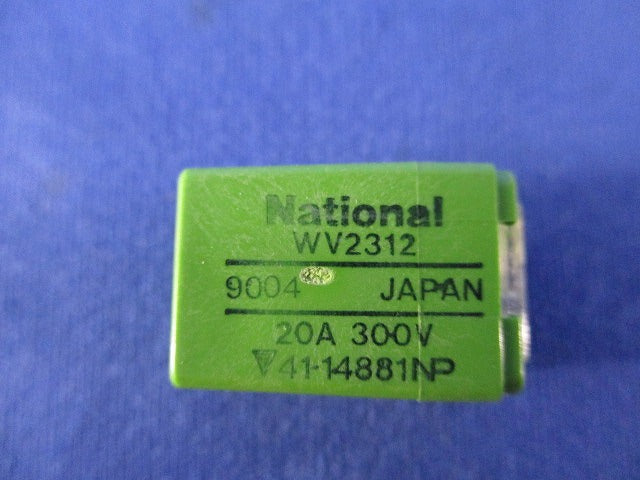 National
WV2312
9004 JAPAN
20A 300V
41-14881NP